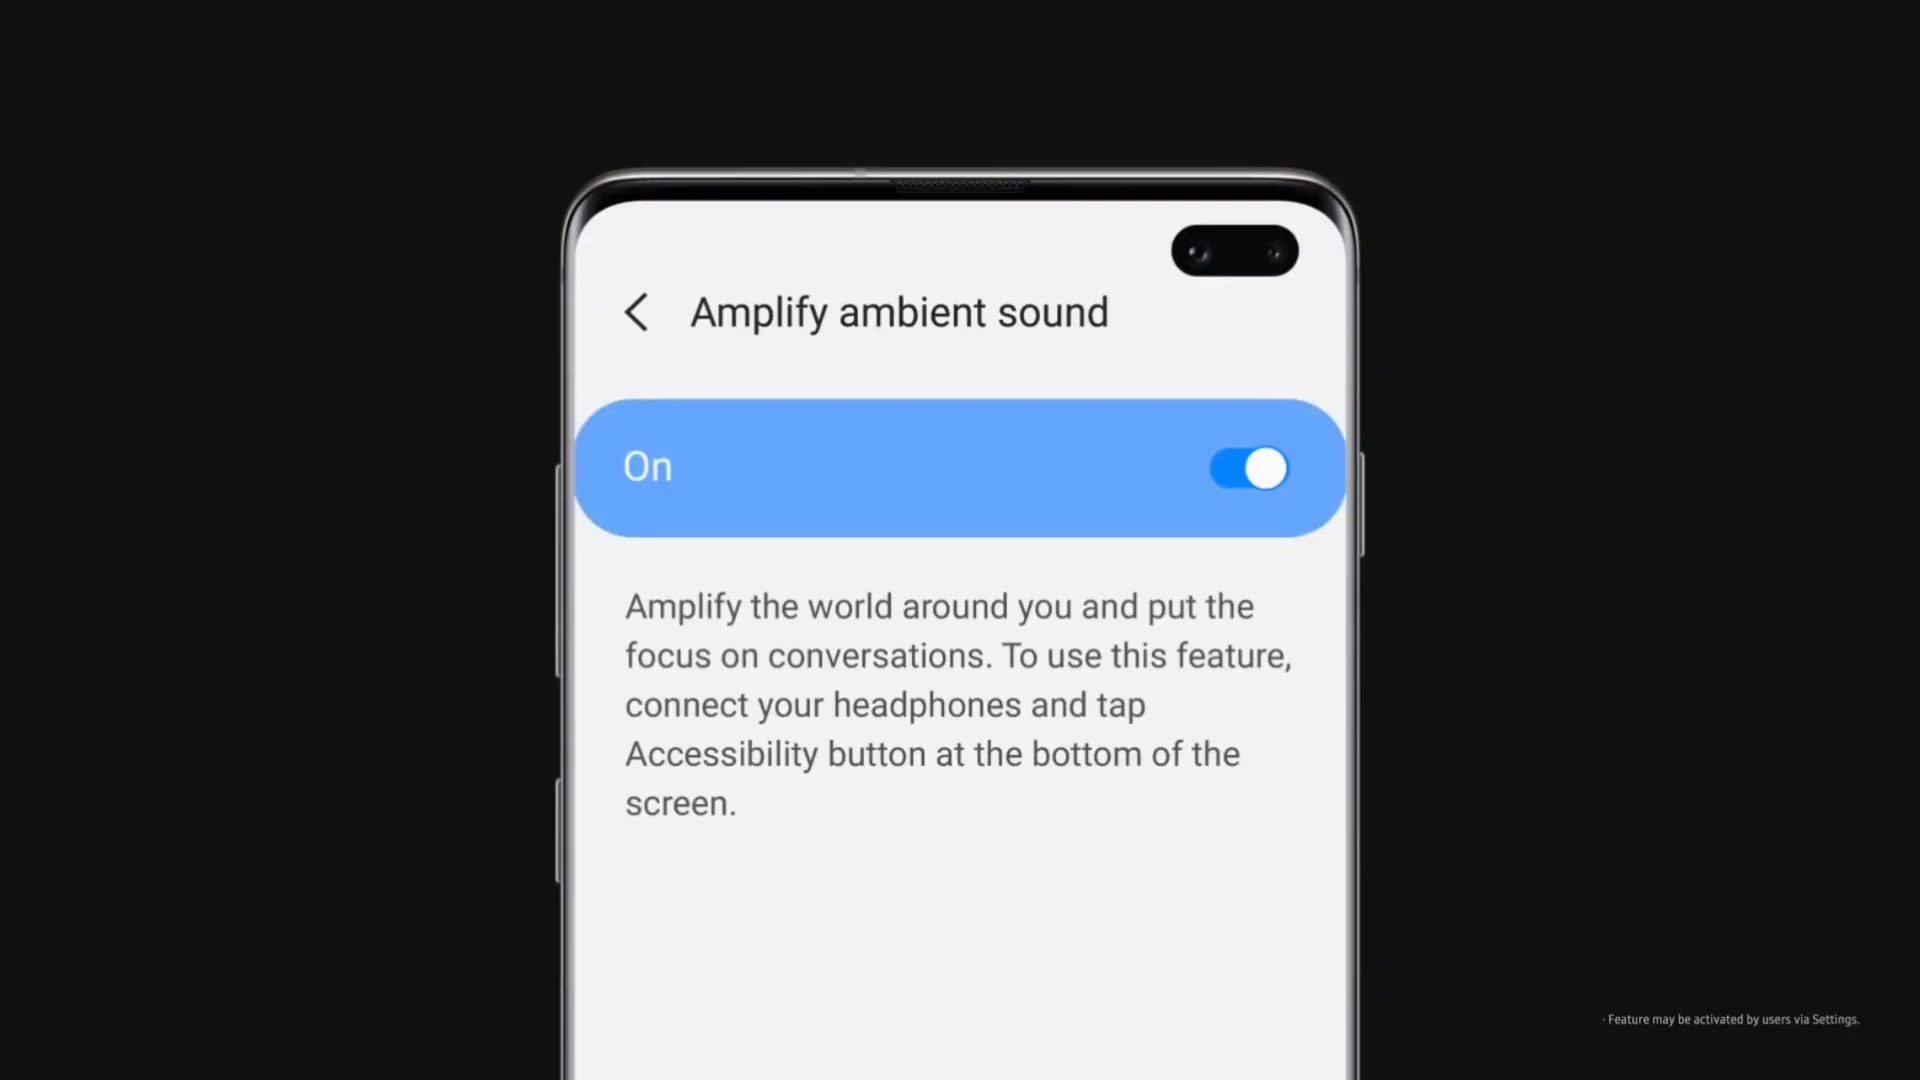 Amplify ambient sound
On
Amplify the world around you and put the
focus on conversations. To use this feature,
connect your headphones and tap
Accessibility button at the bottom of the
screen.
· Feature may be activated by users via Settings.